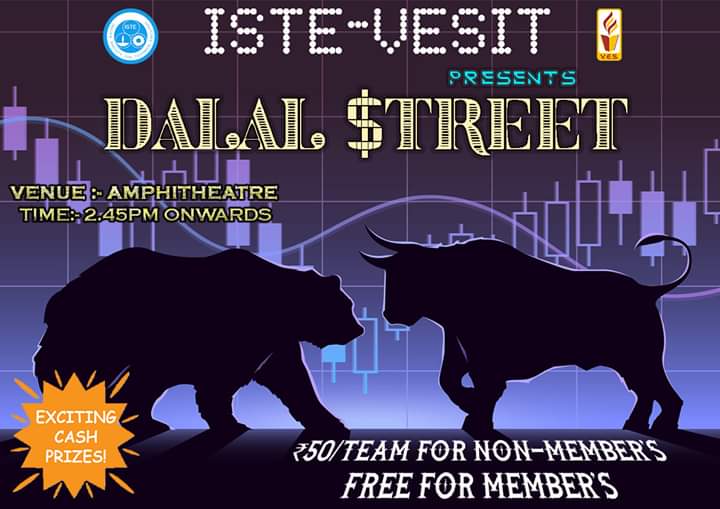 ISTE
ISTE-VESIT
V.E.S.
PRESENTS
DALAL $TREET
VENUE :- AMPHITHEATRE
TIME:- 2.45PM ONWARDS
EXCITING
CASH
PRIZES!
₹50/TEAM FOR NON-MEMBER'S
FREE FOR MEMBER'S